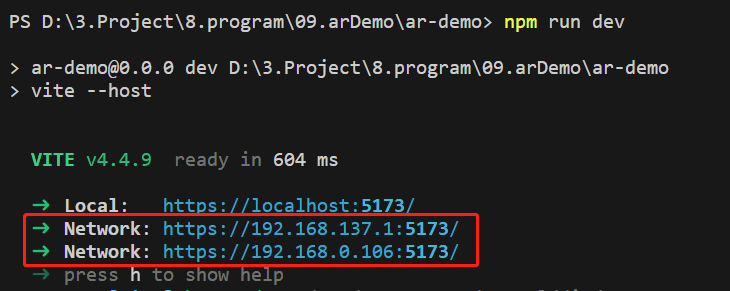 PS D:\3.Project\8.program\09.arDemo\ar-demo> npm run dev
> ar-demo@0.0.0 dev D:\3.Project\8.program\09.arDemo\ar-demo
> vite --host
VITE v4.4.9 ready in 604 ms
➜ Local: https://localhost:5173/
➜ Network: https://192.168.137.1:5173/
➜ Network: https://192.168.0.106:5173/
➜ press h to show help